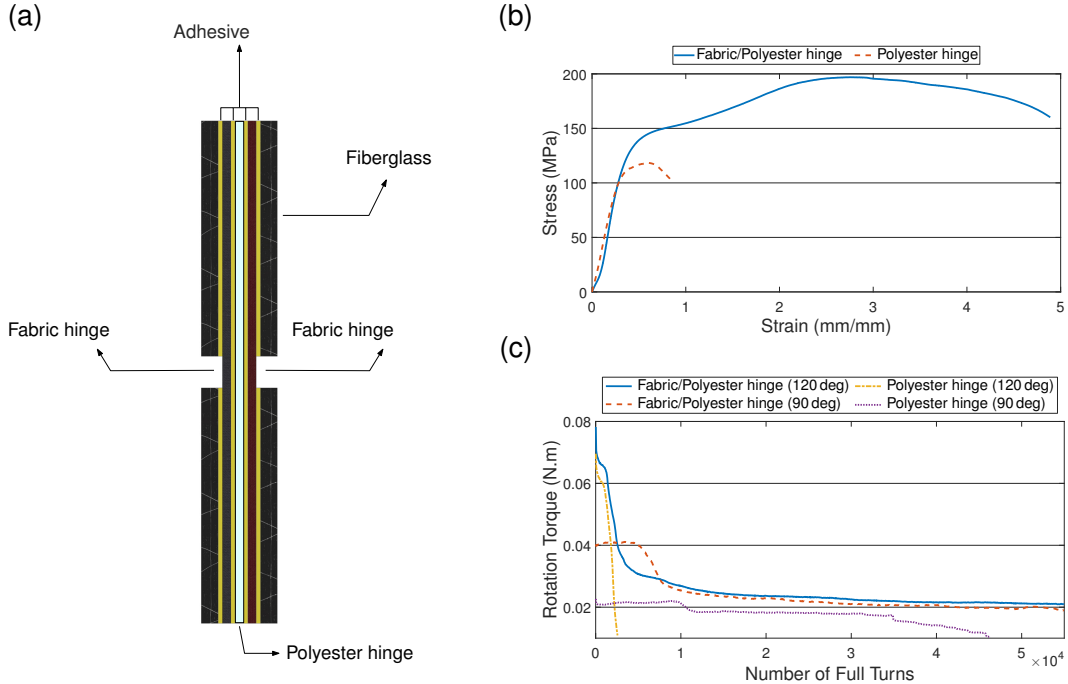 (a)
Adhesive
Fiberglass
Fabric hinge
Fabric hinge
Polyester hinge
(b)
Fabric/Polyester hinge
Polyester hinge
200
150
100
50
0
Stress (MPa)
0
1
2
3
4
5
Strain (mm/mm)
(c)
Fabric/Polyester hinge (120 deg)
Polyester hinge (120 deg)
Fabric/Polyester hinge (90 deg)
Polyester hinge (90 deg)
0.08
0.06
0.04
0.02
Rotation Torque (N.m)
0
1
2
3
4
5
×10⁴
Number of Full Turns